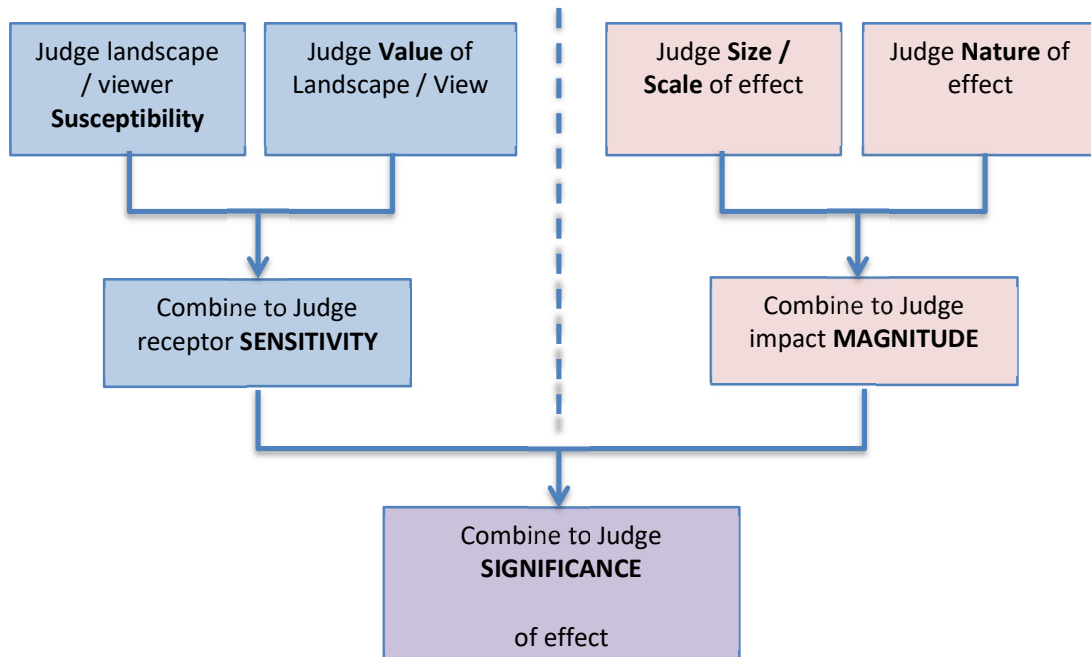 Judge landscape
/ viewer
Susceptibility
Judge Value of
Landscape / View
Judge Size /
Scale of effect
Judge Nature of
effect
Combine to Judge
receptor SENSITIVITY
Combine to Judge
impact MAGNITUDE
Combine to Judge
SIGNIFICANCE
of effect